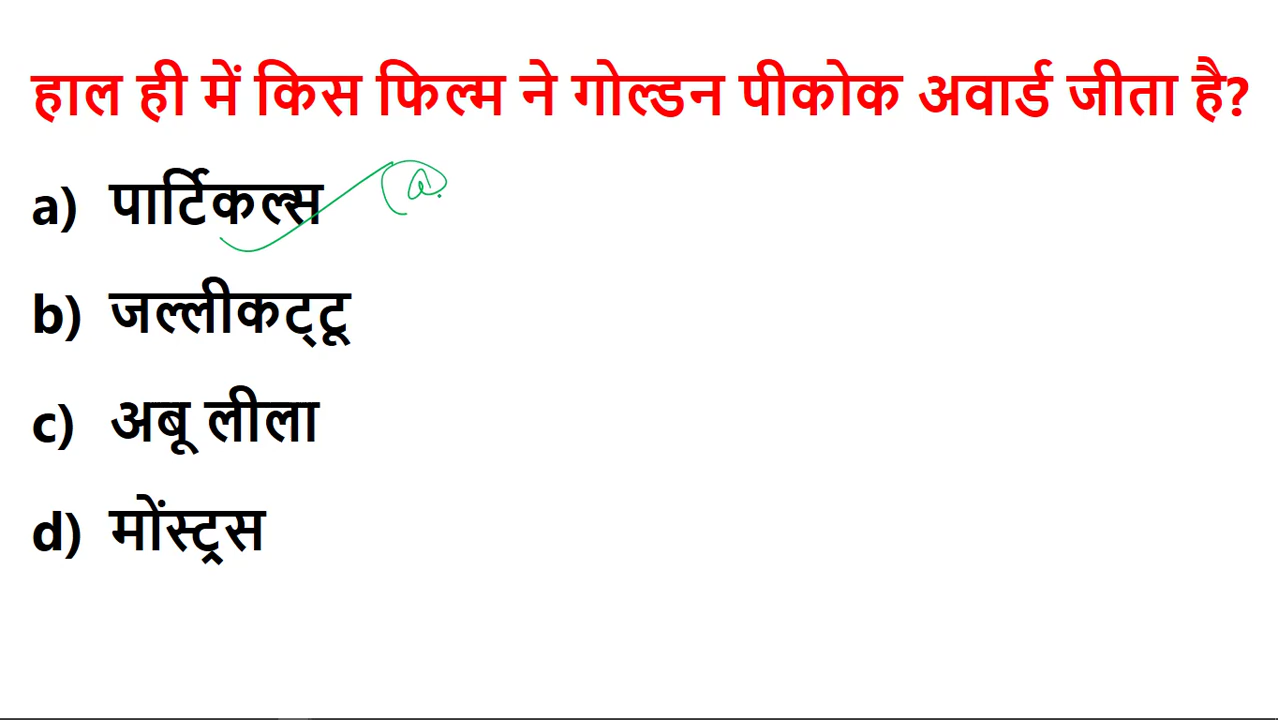 हाल ही में किस फिल्म ने गोल्डन पीकोक अवार्ड जीता है?
a) पार्टिकल्स
(a.
b) जल्लीकट्टू
c) अबू लीला
d) मोंस्ट्रस